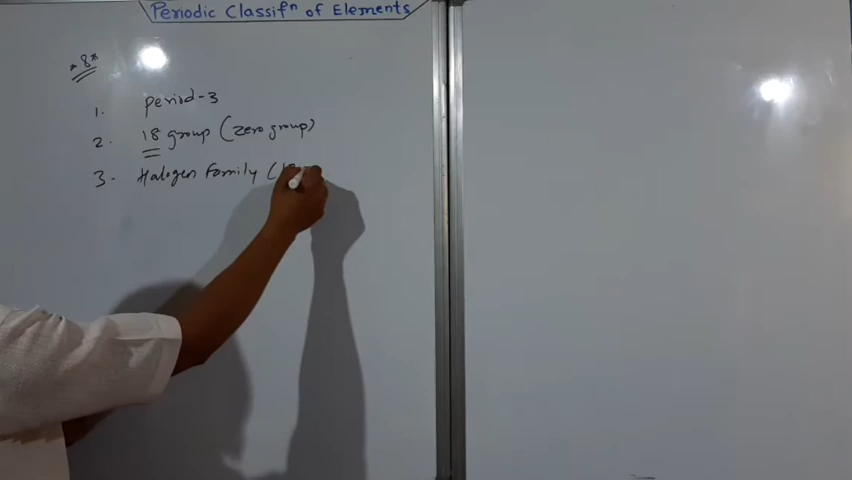 Periodic Classifn of Elements
*8*
1. Period-3
2. 18 group (zero group)
3. Halogen Family (